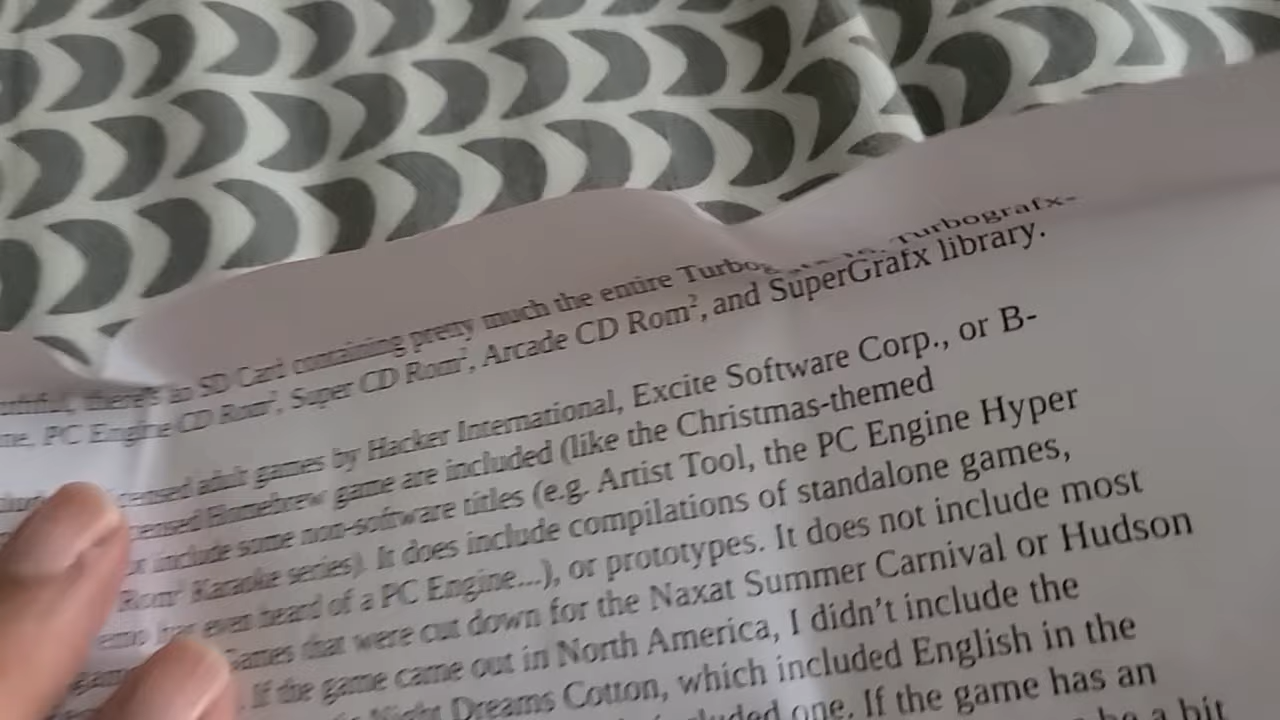 there's an SD Card containing pretty much the entire Turbografx-16, Turbografx-
PC Engine CD Rom², Super CD Rom², Arcade CD Rom², and SuperGrafx library.
adult games by Hacker International, Excite Software Corp., or B-
Homebrew game are included (like the Christmas-themed
include some non-software titles (e.g. Artist Tool, the PC Engine Hyper
Rom² Karaoke series). It does include compilations of standalone games,
even heard of a PC Engine...), or prototypes. It does not include most
Games that were cut down for the Naxat Summer Carnival or Hudson
. If the game came out in North America, I didn't include the
Night Dreams Cotton, which included English in the
one. If the game has an
be a bit